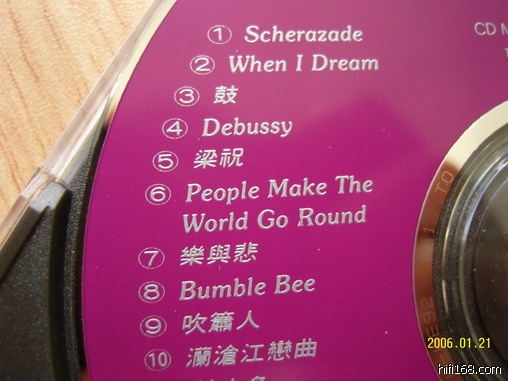 ① Scherazade
② When I Dream
③ 鼓
④ Debussy
⑤ 梁祝
⑥ People Make The
World Go Round
⑦ 樂與悲
⑧ Bumble Bee
⑨ 吹簫人
⑩ 瀾滄江戀曲
CD M
2006.01.21
hifi168.com